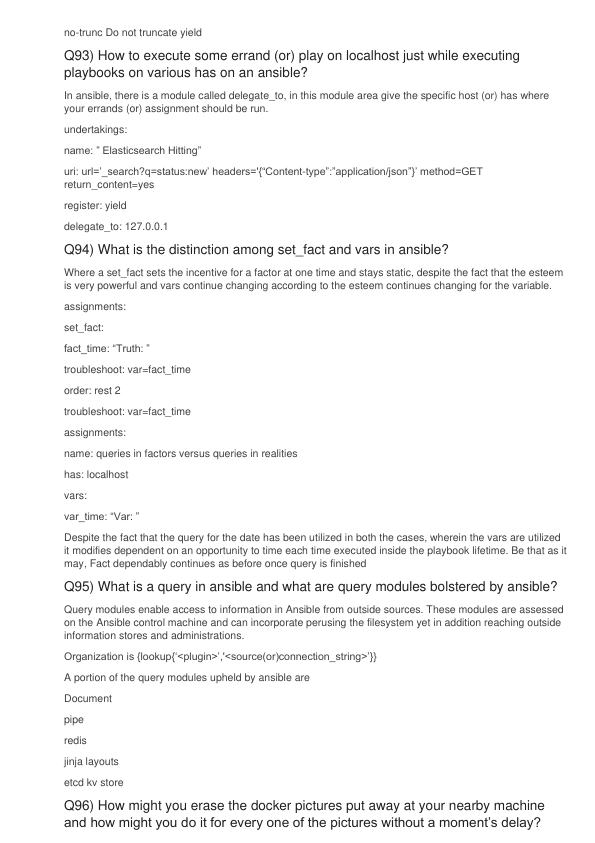 no-trunc Do not truncate yield
Q93) How to execute some errand (or) play on localhost just while executing
playbooks on various has on an ansible?
In ansible, there is a module called delegate_to, in this module area give the specific host (or) has where
your errands (or) assignment should be run.
undertakings:
name: ” Elasticsearch Hitting”
uri: url=’_search?q=status:new’ headers='{“Content-type”:”application/json”}’ method=GET
return_content=yes
register: yield
delegate_to: 127.0.0.1
Q94) What is the distinction among set_fact and vars in ansible?
Where a set_fact sets the incentive for a factor at one time and stays static, despite the fact that the esteem
is very powerful and vars continue changing according to the esteem continues changing for the variable.
assignments:
set_fact:
fact_time: “Truth: ”
troubleshoot: var=fact_time
order: rest 2
troubleshoot: var=fact_time
assignments:
name: queries in factors versus queries in realities
has: localhost
vars:
var_time: “Var: ”
Despite the fact that the query for the date has been utilized in both the cases, wherein the vars are utilized
it modifies dependent on an opportunity to time each time executed inside the playbook lifetime. Be that as it
may, Fact dependably continues as before once query is finished
Q95) What is a query in ansible and what are query modules bolstered by ansible?
Query modules enable access to information in Ansible from outside sources. These modules are assessed
on the Ansible control machine and can incorporate perusing the filesystem yet in addition reaching outside
information stores and administrations.
Organization is {lookup{‘<plugin>’,'<source(or)connection_string>’}}
A portion of the query modules upheld by ansible are
Document
pipe
redis
jinja layouts
etcd kv store
Q96) How might you erase the docker pictures put away at your nearby machine
and how might you do it for every one of the pictures without a moment’s delay?